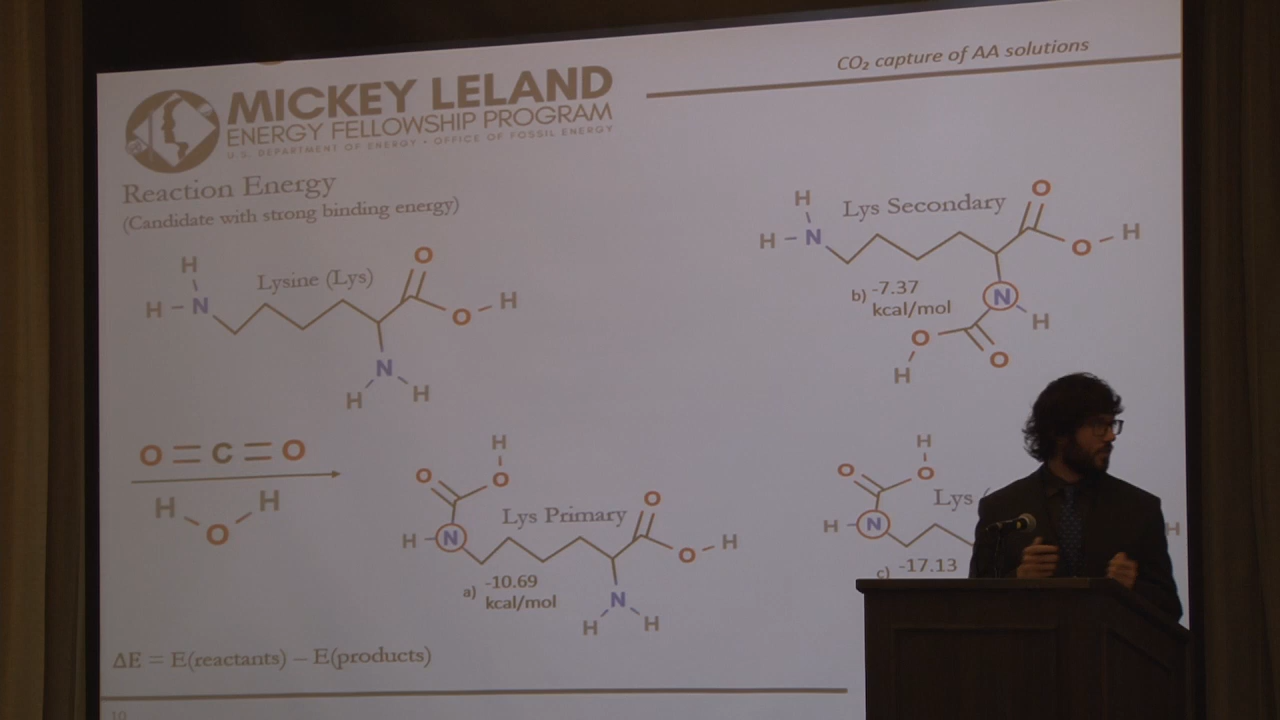 CO₂ capture of AA solutions
MICKEY LELAND
ENERGY FELLOWSHIP PROGRAM
U.S. DEPARTMENT OF ENERGY • OFFICE OF FOSSIL ENERGY
Reaction Energy
(Candidate with strong binding energy)
H
H – N
Lysine (Lys)
O
O – H
N
H H
H
H – N
Lys Secondary
O
O – H
b) -7.37
kcal/mol
N
H
O
O
H
O = C = O
H H
O
H
O
O
Lys Primary
O
H – N
O – H
a) -10.69
kcal/mol
N
H H
H
O
O
Lys (
H – N
H
c) -17.13
ΔE = E(reactants) – E(products)
10